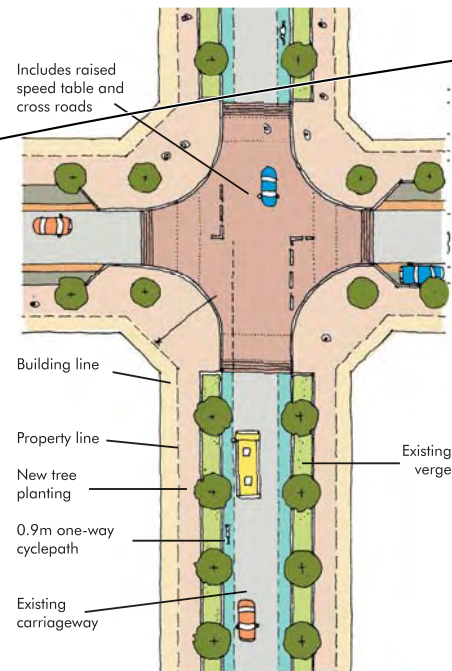 Includes raised
speed table and
cross roads
Building line
Property line
New tree
planting
Existing
verge
0.9m one-way
cyclepath
Existing
carriageway